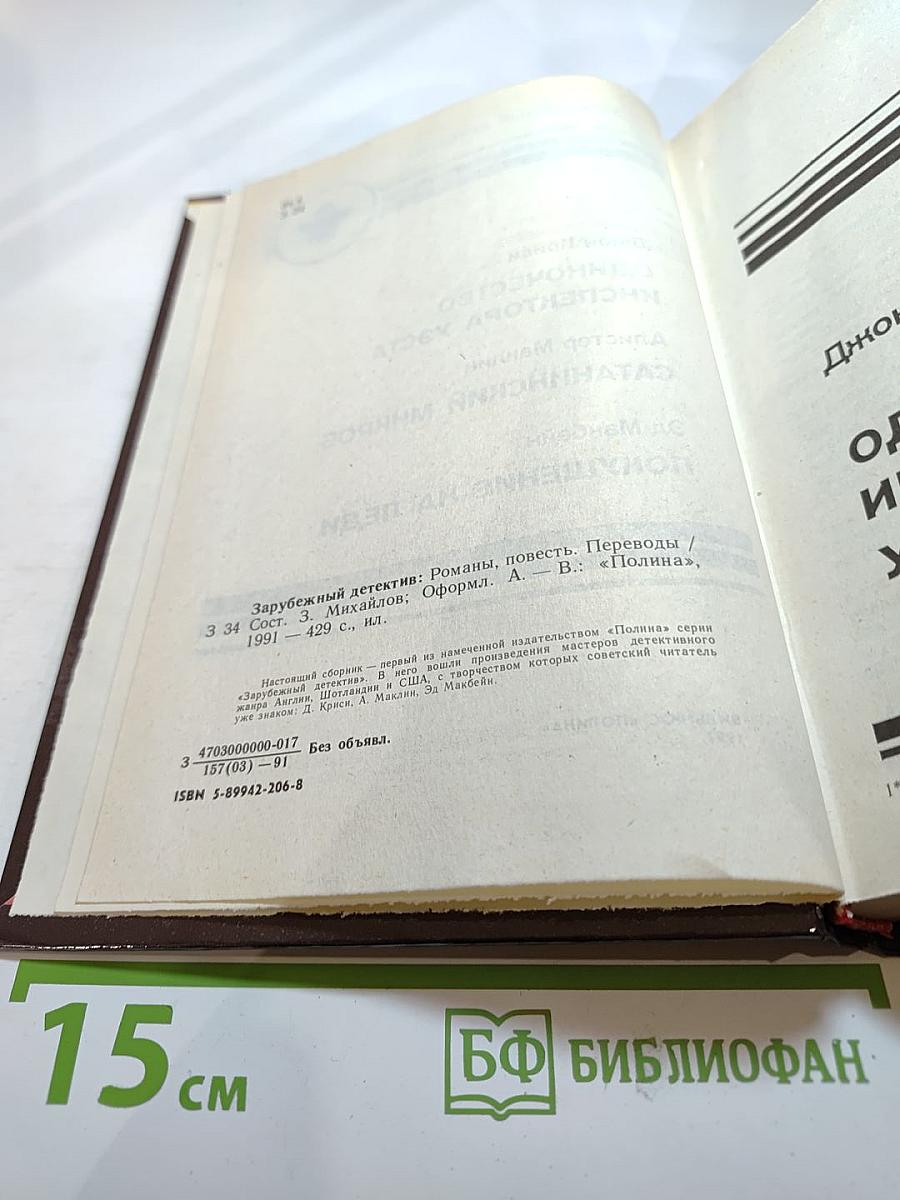 Зарубежный детектив: Романы, повесть. Переводы /
З 34 Сост. З. Михайлов; Оформл. А. — В.: «Полина»,
1991 — 429 с., ил.
Настоящий сборник — первый из намеченной издательством «Полина» серии
«Зарубежный детектив». В него вошли произведения мастеров детективного
жанра Англии, Шотландии и США, с творчеством которых советский читатель
уже знаком: Д. Криси, А. Маклин, Эд Макбейн.
З 4703000000-017 Без объявл.
157(03) —91
ISBN 5-89942-206-8
1*
15 см
БФ БИБЛИОФАН